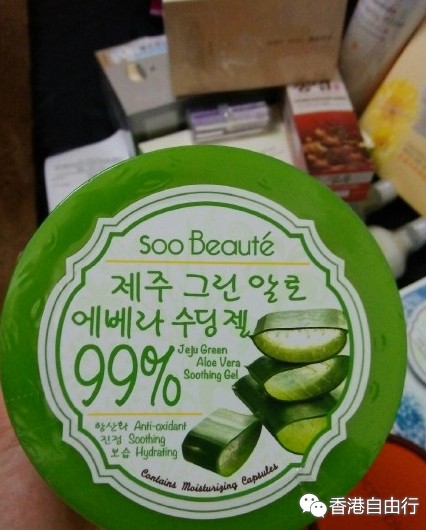 soo Beauté
제주 그린 알로
에베라 수딩 젤
99%
Jeju Green
Aloe Vera
Soothing Gel
항산화 Anti-oxidant
진정 Soothing
보습 Hydrating
Contains Moisturizing Capsules
香港自由行